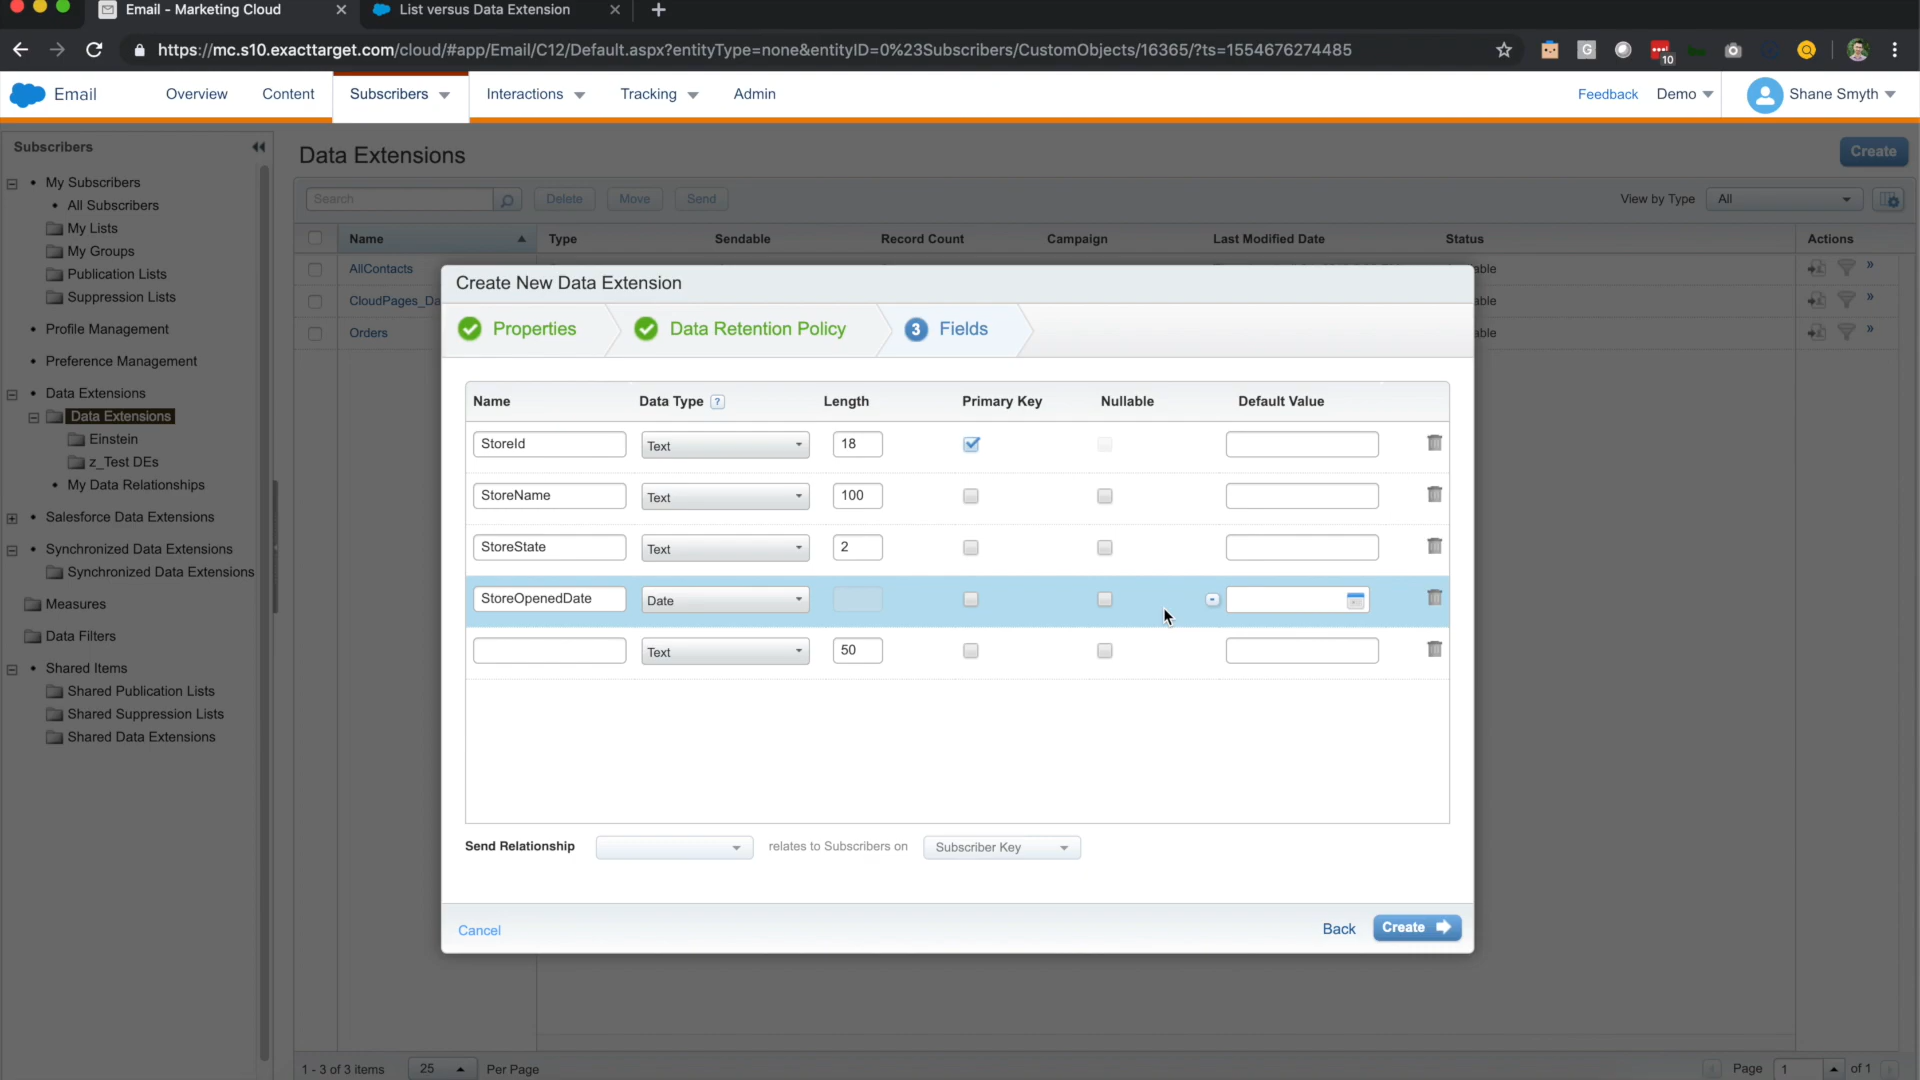 Email - Marketing Cloud
List versus Data Extension
https://mc.s10.exacttarget.com/cloud/#app/Email/C12/Default.aspx?entityType=none&entityID=0%23Subscribers/CustomObjects/16365/?ts=1554676274485
G
10
Email
Overview
Content
Subscribers
Interactions
Tracking
Admin
Feedback
Demo
Shane Smyth
Subscribers
My Subscribers
All Subscribers
My Lists
My Groups
Publication Lists
Suppression Lists
Profile Management
Preference Management
Data Extensions
Data Extensions
Einstein
z_Test DEs
My Data Relationships
Salesforce Data Extensions
Synchronized Data Extensions
Synchronized Data Extensions
Measures
Data Filters
Shared Items
Shared Publication Lists
Shared Suppression Lists
Shared Data Extensions
Data Extensions
Create
Search
Delete
Move
Send
View by Type
All
Name
Type
Sendable
Record Count
Campaign
Last Modified Date
Status
Actions
AllContacts
CloudPages_Da
Orders
Create New Data Extension
Properties
Data Retention Policy
3 Fields
Name
Data Type ?
Length
Primary Key
Nullable
Default Value
StoreId
Text
18
StoreName
Text
100
StoreState
Text
2
StoreOpenedDate
Date
Text
50
Send Relationship
relates to Subscribers on
Subscriber Key
Cancel
Back
Create
1 - 3 of 3 items
25
Per Page
Page
1
of 1